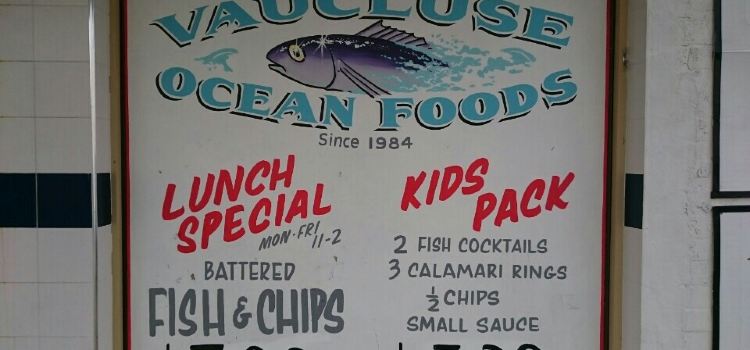 VAUCLUSE
OCEAN FOODS
Since 1984
LUNCH
SPECIAL
MON-FRI
11-2
BATTERED
FISH & CHIPS
KIDS
PACK
2 FISH COCKTAILS
3 CALAMARI RINGS
½ CHIPS
SMALL SAUCE